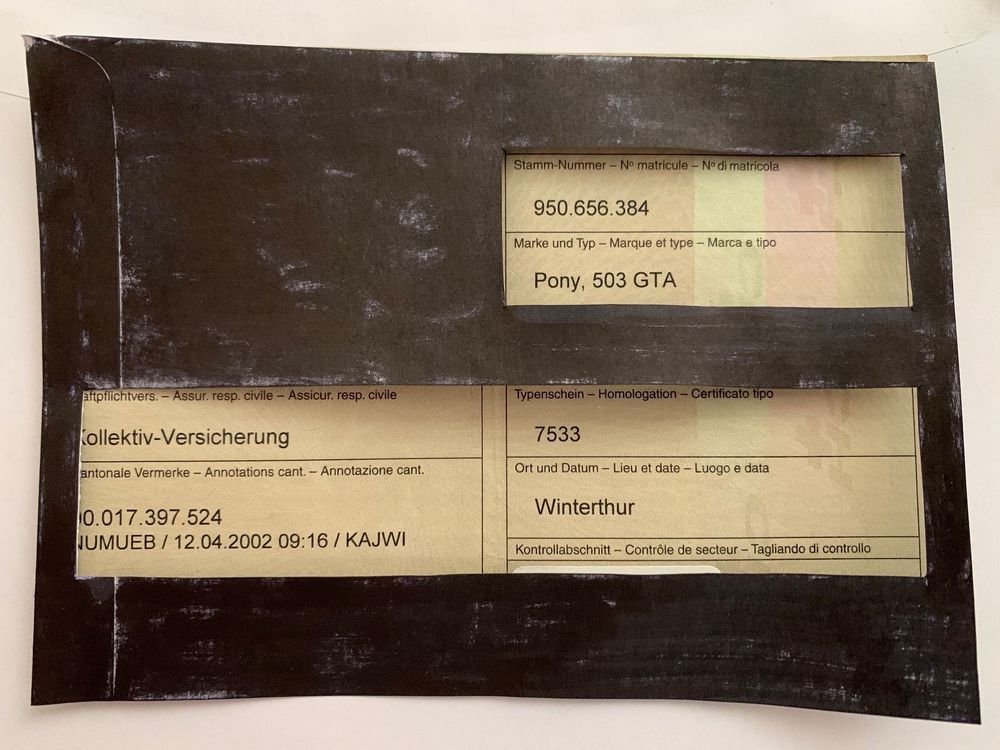 Stamm-Nummer – Nº matricule – Nº di matricola
950.656.384
Marke und Typ – Marque et type – Marca e tipo
Pony, 503 GTA
aftpflichtvers. – Assur. resp. civile – Assicur. resp. civile
Kollektiv-Versicherung
antonale Vermerke – Annotations cant. – Annotazione cant.
00.017.397.524
NUMUEB / 12.04.2002 09:16 / KAJWI
Typenschein – Homologation – Certificato tipo
7533
Ort und Datum – Lieu et date – Luogo e data
Winterthur
Kontrollabschnitt – Contrôle de secteur – Tagliando di controllo